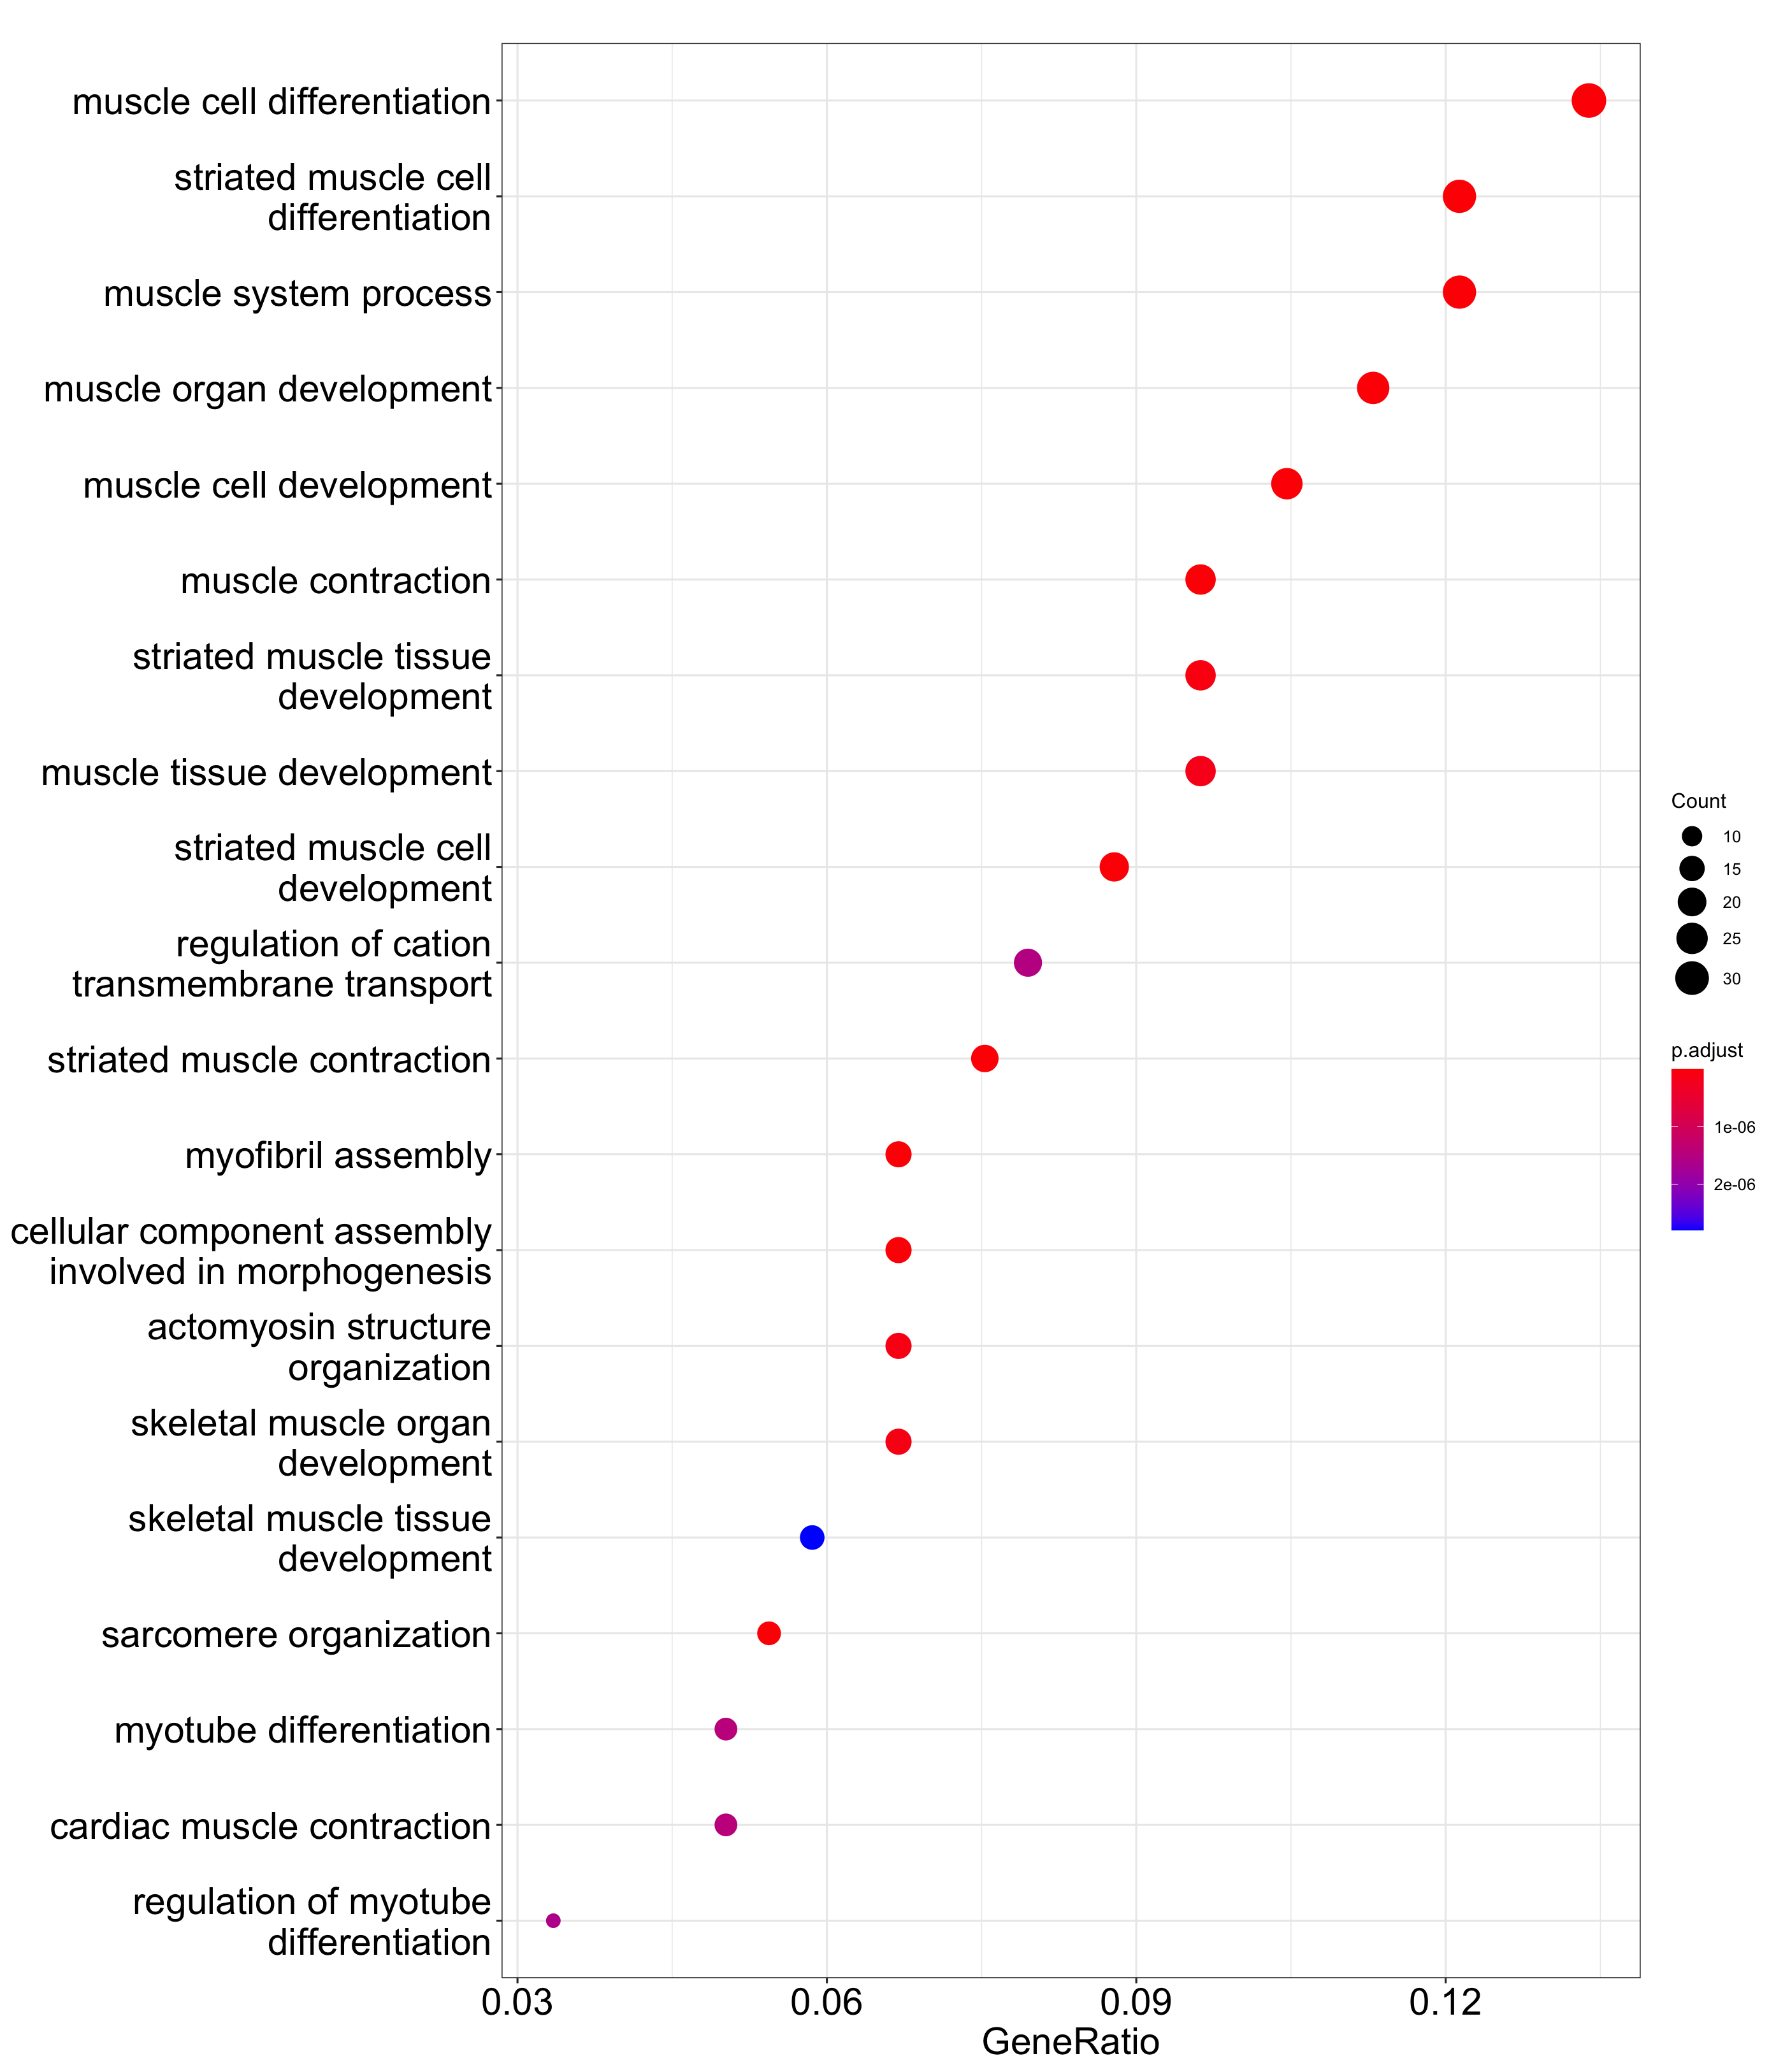 muscle cell differentiation
striated muscle cell
differentiation
muscle system process
muscle organ development
muscle cell development
muscle contraction
striated muscle tissue
development
muscle tissue development
striated muscle cell
development
regulation of cation
transmembrane transport
striated muscle contraction
myofibril assembly
cellular component assembly
involved in morphogenesis
actomyosin structure
organization
skeletal muscle organ
development
skeletal muscle tissue
development
sarcomere organization
myotube differentiation
cardiac muscle contraction
regulation of myotube
differentiation
0.03
0.06
0.09
0.12
GeneRatio
Count
10
15
20
25
30
p.adjust
1e-06
2e-06